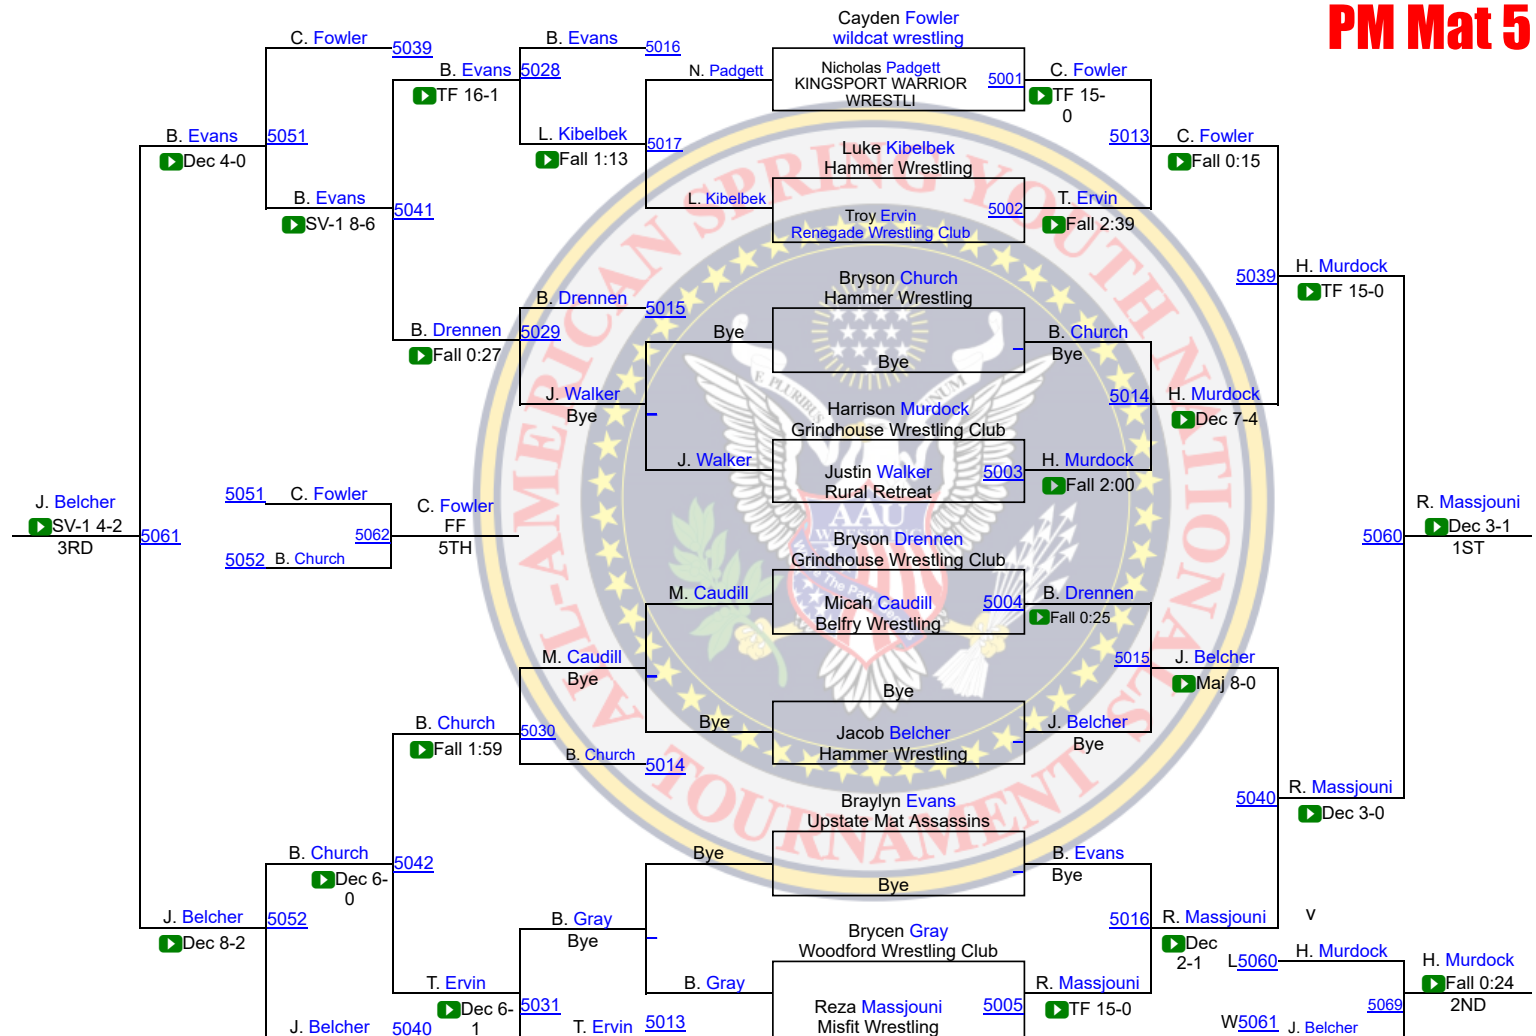 PM Mat 5
Cayden Fowler
wildcat wrestling
C. Fowler
5039
B. Evans
5016
B. Evans
5028
TF 16-1
N. Padgett
Nicholas Padgett
KINGSPORT WARRIOR
WRESTLI
5001
C. Fowler
TF 15-
0
B. Evans
5051
Dec 4-0
L. Kibelbek
5017
Fall 1:13
Luke Kibelbek
Hammer Wrestling
5013
C. Fowler
Fall 0:15
B. Evans
5041
SV-1 8-6
L. Kibelbek
Troy Ervin
Renegade Wrestling Club
5002
T. Ervin
Fall 2:39
Bryson Church
Hammer Wrestling
5039
H. Murdock
TF 15-0
B. Drennen
5015
B. Drennen
5029
Fall 0:27
Bye
Bye
B. Church
Bye
J. Walker
Bye
Harrison Murdock
Grindhouse Wrestling Club
5014
H. Murdock
Dec 7-4
J. Walker
Justin Walker
Rural Retreat
5003
H. Murdock
Fall 2:00
J. Belcher
SV-1 4-2
3RD
5061
5051
C. Fowler
5062
C. Fowler
FF
5TH
5052
B. Church
AAU
WRESTLING
Bryson Drennen
Grindhouse Wrestling Club
5060
R. Massjouni
Dec 3-1
1ST
M. Caudill
Micah Caudill
Belfry Wrestling
5004
B. Drennen
Fall 0:25
M. Caudill
Bye
Bye
5015
J. Belcher
Maj 8-0
B. Church
5030
Fall 1:59
Bye
Jacob Belcher
Hammer Wrestling
J. Belcher
Bye
B. Church
5014
Braylyn Evans
Upstate Mat Assassins
5040
R. Massjouni
Dec 3-0
B. Church
5042
Dec 6-
0
Bye
Bye
B. Evans
Bye
J. Belcher
5052
Dec 8-2
B. Gray
Bye
Brycen Gray
Woodford Wrestling Club
5016
R. Massjouni
Dec
2-1
v
L5060
H. Murdock
T. Ervin
5031
Dec 6-
1
B. Gray
Reza Massjouni
Misfit Wrestling
5005
R. Massjouni
TF 15-0
H. Murdock
Fall 0:24
2ND
5069
J. Belcher
5040
T. Ervin
5013
W5061
J. Belcher
ALL-AMERICAN SPRING YOUTH NATIONALS
TOURNAMENT